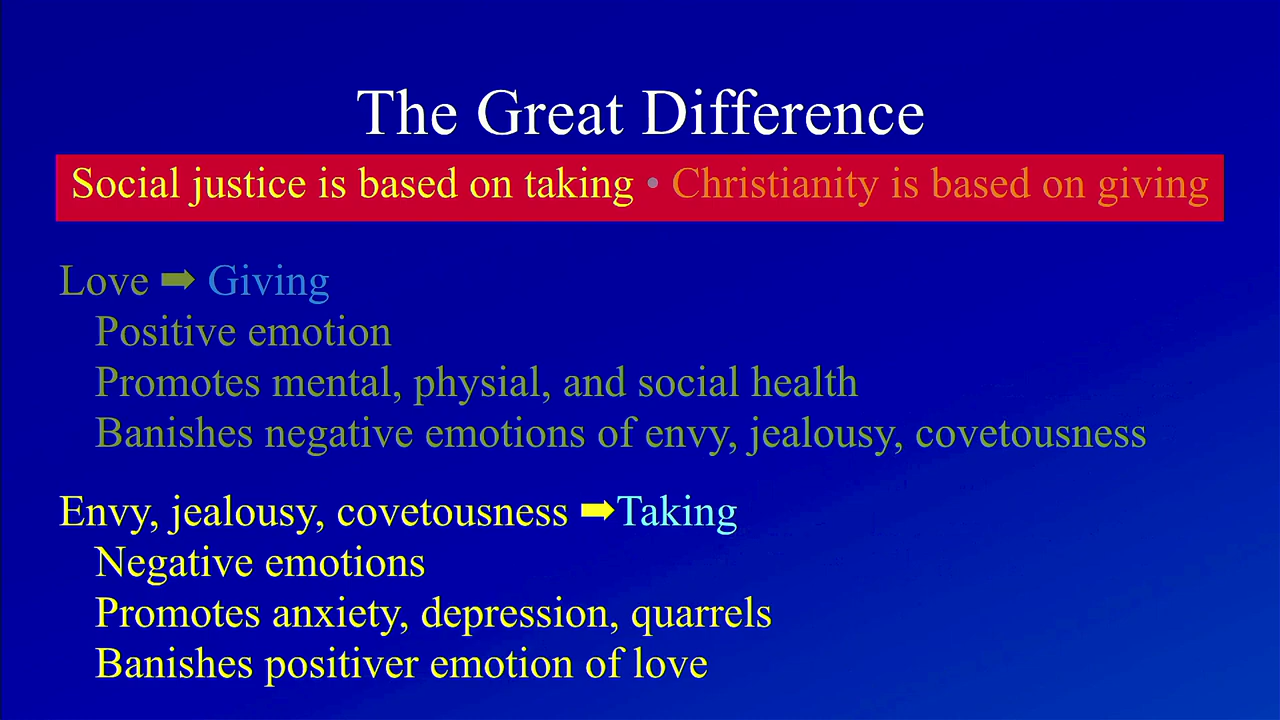 The Great Difference
Social justice is based on taking • Christianity is based on giving
Love ➡ Giving
Positive emotion
Promotes mental, physial, and social health
Banishes negative emotions of envy, jealousy, covetousness
Envy, jealousy, covetousness ➡Taking
Negative emotions
Promotes anxiety, depression, quarrels
Banishes positiver emotion of love